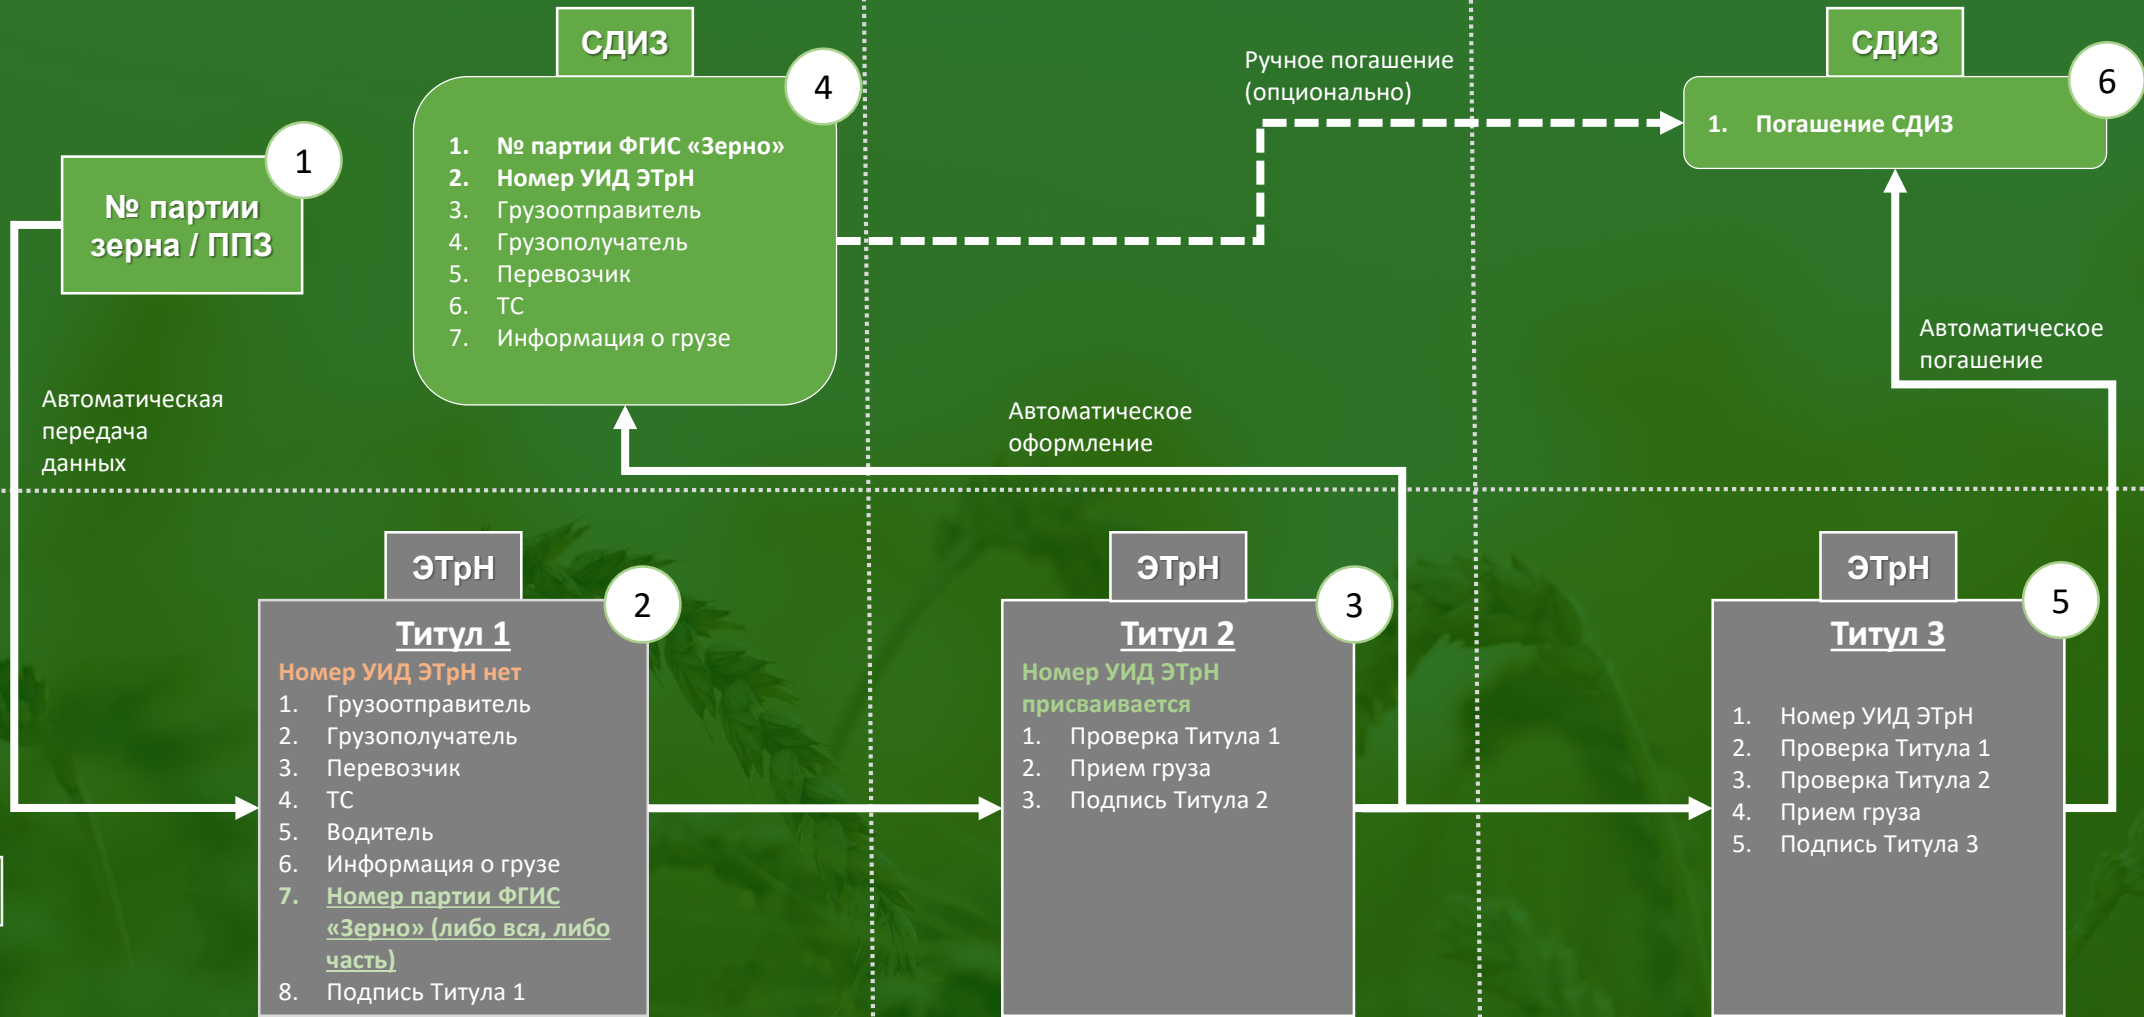 СДИЗ
4
1. № партии ФГИС «Зерно»
2. Номер УИД ЭТрН
3. Грузоотправитель
4. Грузополучатель
5. Перевозчик
6. ТС
7. Информация о грузе
1
№ партии
зерна / ППЗ
Ручное погашение
(опционально)
СДИЗ
6
1. Погашение СДИЗ
Автоматическая
передача
данных
Автоматическое
оформление
Автоматическое
погашение
ЭТрН
2
Титул 1
Номер УИД ЭТрН нет
1. Грузоотправитель
2. Грузополучатель
3. Перевозчик
4. ТС
5. Водитель
6. Информация о грузе
7. Номер партии ФГИС
«Зерно» (либо вся, либо
часть)
8. Подпись Титула 1
ЭТрН
3
Титул 2
Номер УИД ЭТрН
присваивается
1. Проверка Титула 1
2. Прием груза
3. Подпись Титула 2
ЭТрН
5
Титул 3
1. Номер УИД ЭТрН
2. Проверка Титула 1
3. Проверка Титула 2
4. Прием груза
5. Подпись Титула 3